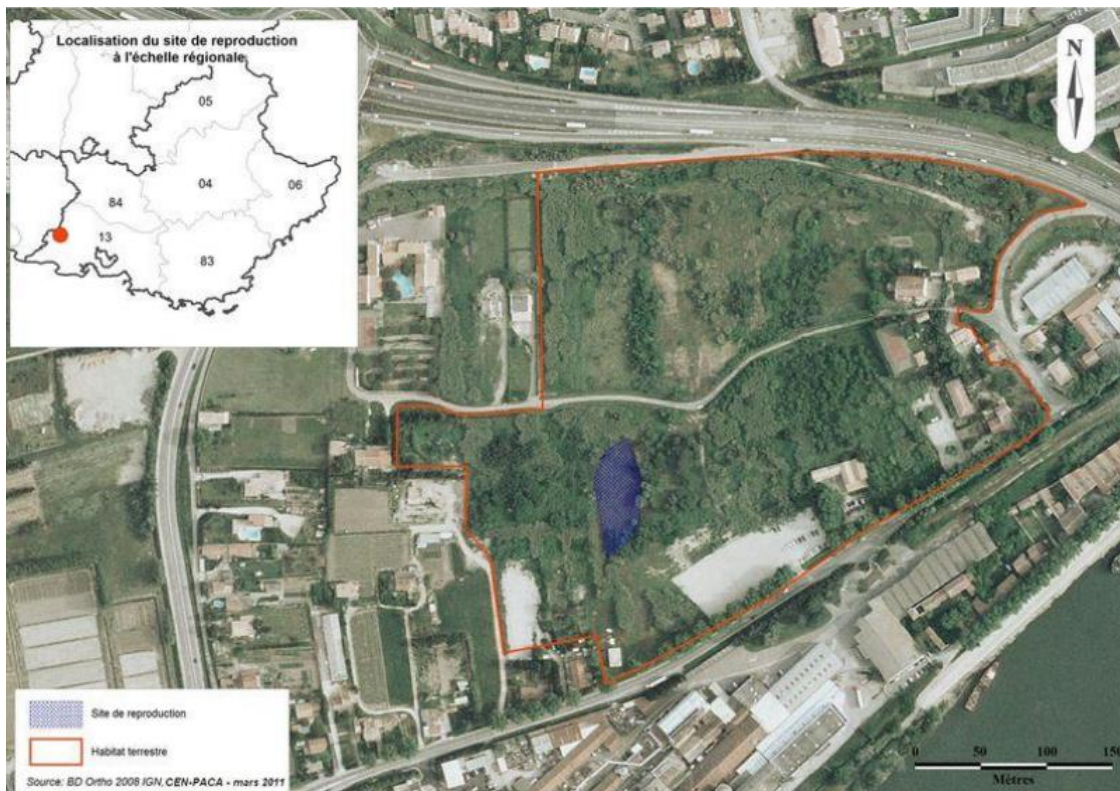 Localisation du site de reproduction
à l'échelle régionale
05
04
06
84
13
83
N
Site de reproduction
Habitat terrestre
Source: BD Ortho 2008 IGN, CEN-PACA - mars 2011
0 50 100 150
Mètres